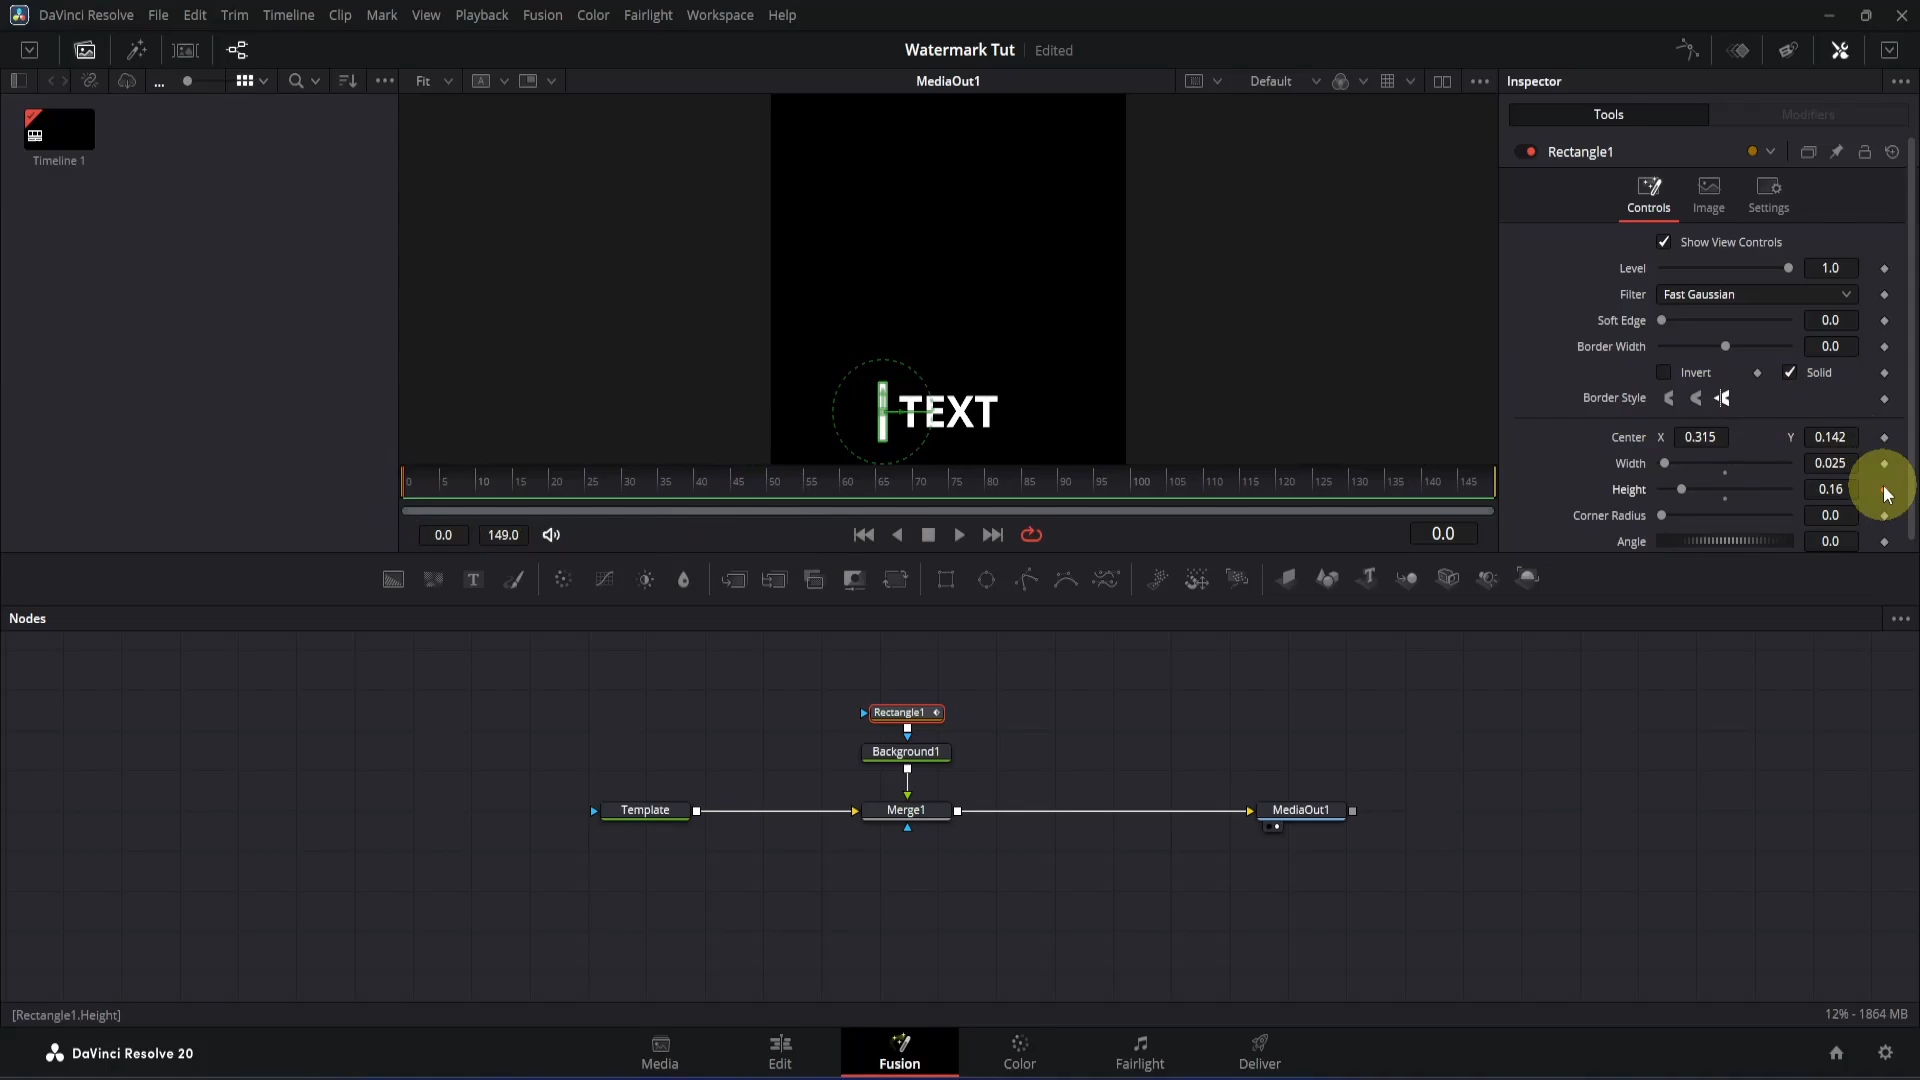 DaVinci Resolve File Edit Trim Timeline Clip Mark View Playback Fusion Color Fairlight Workspace Help
Watermark Tut Edited
... Fit A MediaOut1 Default Inspector
Tools Modifiers
Timeline 1
Rectangle1
Controls Image Settings
Show View Controls
Level 1.0
Filter Fast Gaussian
Soft Edge 0.0
Border Width 0.0
Invert Solid
Border Style
Center X 0.315 Y 0.142
Width 0.025
Height 0.16
Corner Radius 0.0
Angle 0.0
TEXT
0 5 10 15 20 25 30 35 40 45 50 55 60 65 70 75 80 85 90 95 100 105 110 115 120 125 130 135 140 145
0.0 149.0 0.0
T T
Nodes
Rectangle1
Background1
Template Merge1 MediaOut1
[Rectangle1.Height] 12% - 1864 MB
DaVinci Resolve 20
Media Edit Fusion Color Fairlight Deliver